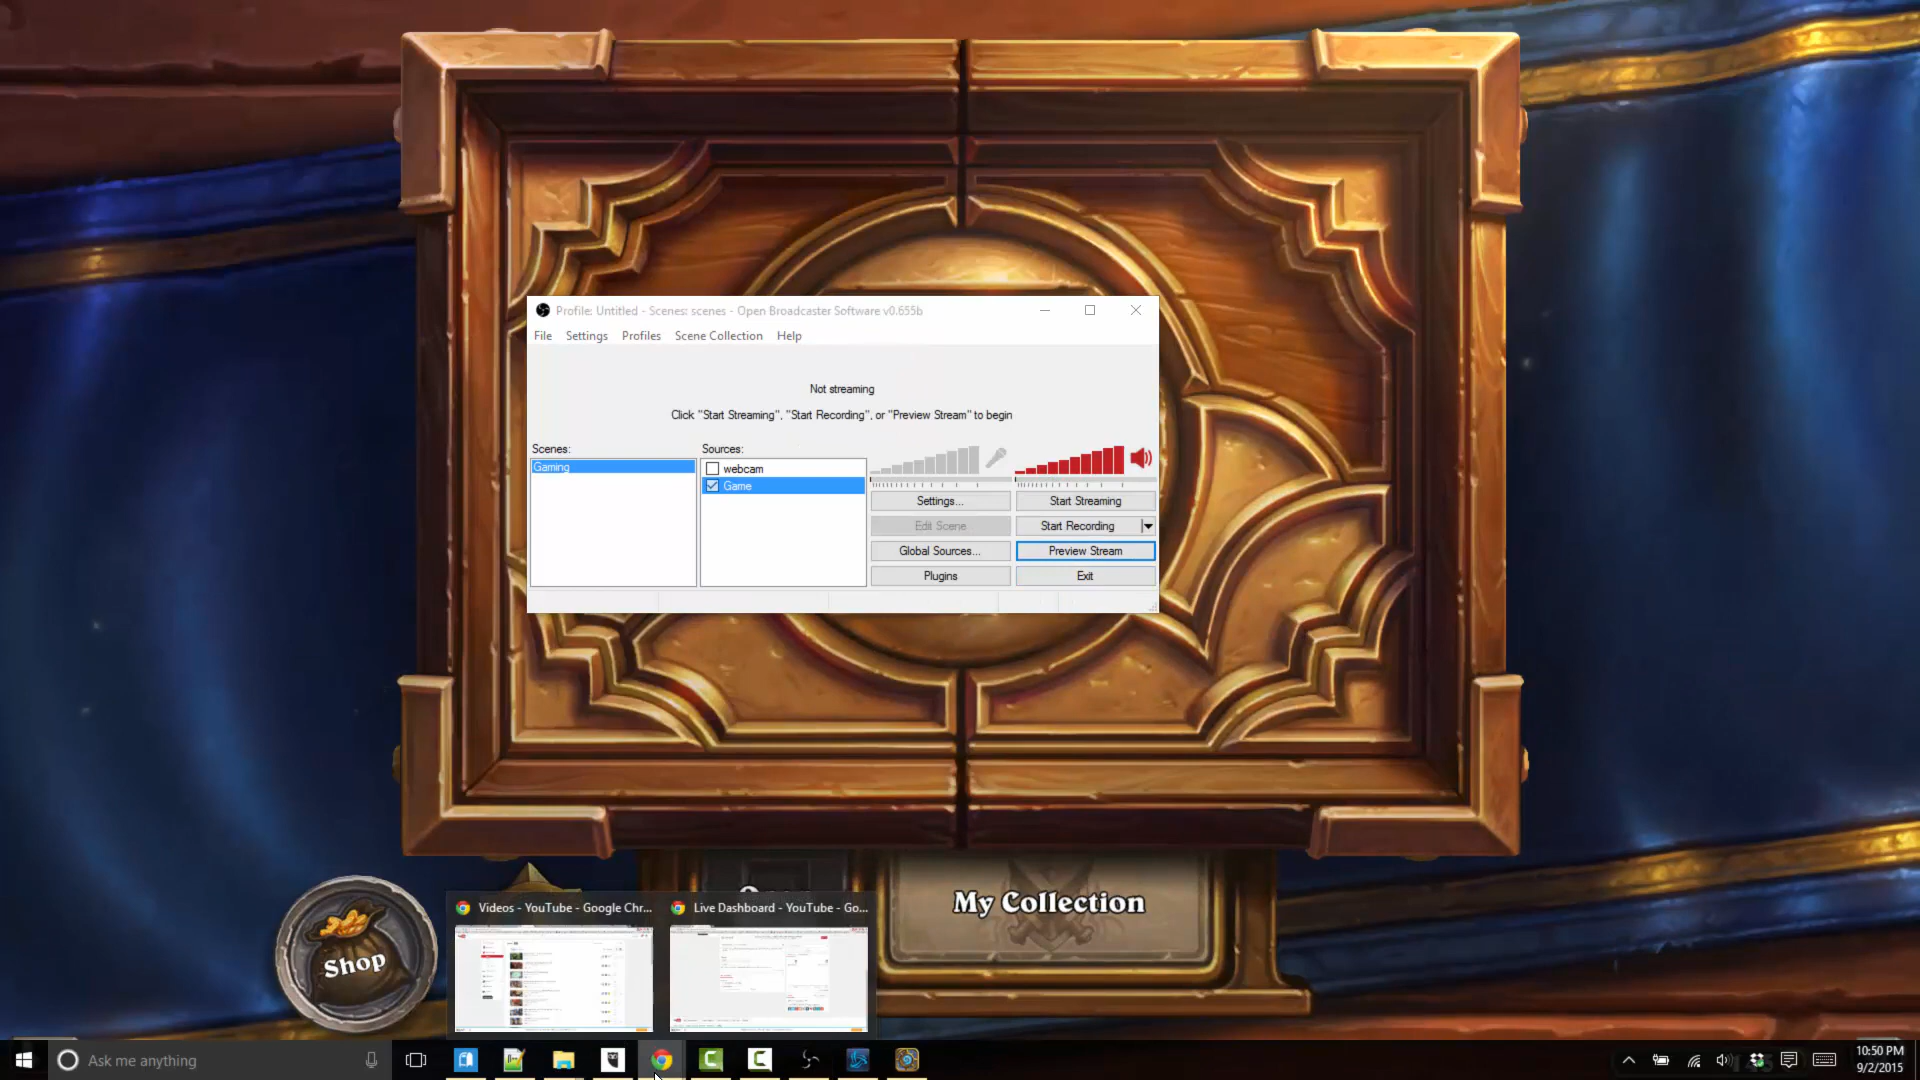 Profile: Untitled - Scenes: scenes - Open Broadcaster Software v0.655b
File Settings Profiles Scene Collection Help
Not streaming
Click "Start Streaming", "Start Recording", or "Preview Stream" to begin
Scenes:
Sources:
Gaming
webcam
Game
Settings...
Start Streaming
Edit Scene
Start Recording
Global Sources...
Preview Stream
Plugins
Exit
My Collection
Shop
Videos - YouTube - Google Chr...
Live Dashboard - YouTube - Go...
Ask me anything
10:50 PM
9/2/2015